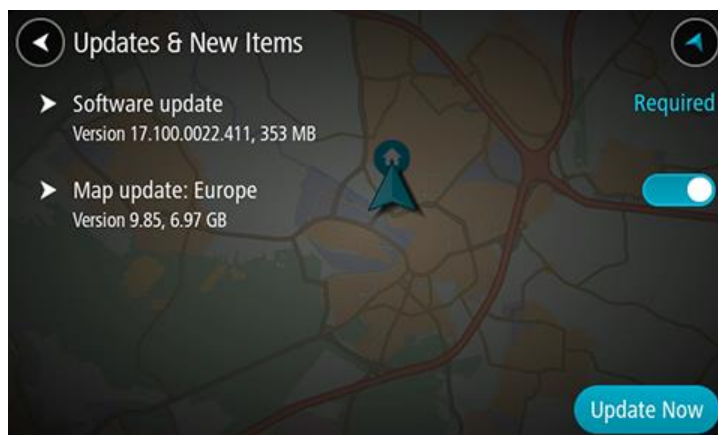 Updates & New Items
Software update
Required
Version 17.100.0022.411, 353 MB
Map update: Europe
Version 9.85, 6.97 GB
Update Now